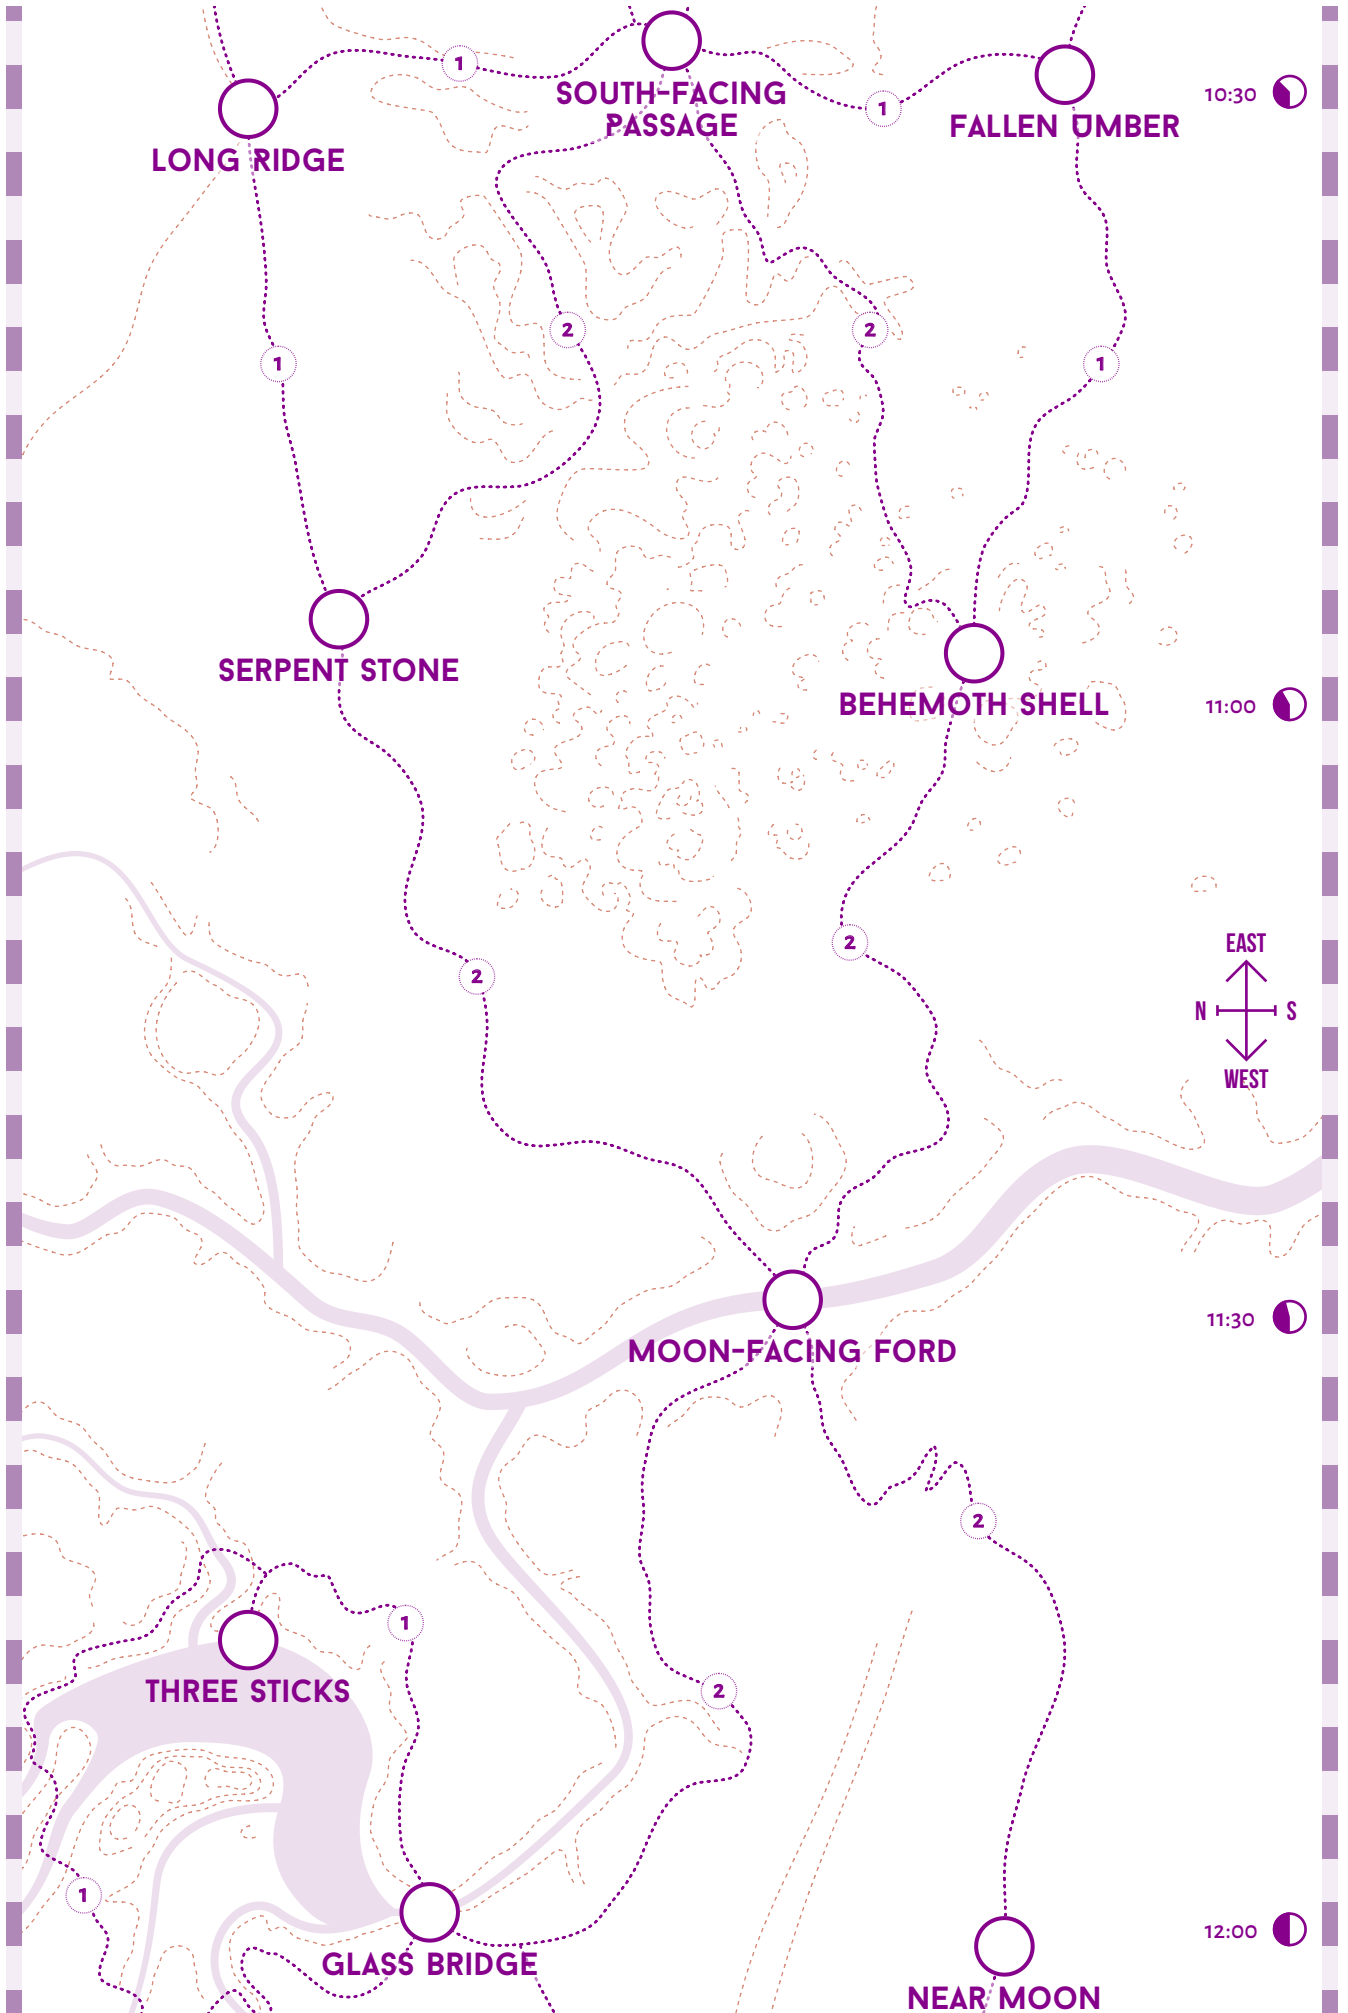 1
SOUTH-FACING
PASSAGE
1
FALLEN UMBER
10:30
LONG RIDGE
2
2
1
1
SERPENT STONE
BEHEMOTH SHELL
11:00
2
2
EAST
N S
WEST
MOON-FACING FORD
11:30
2
1
THREE STICKS
2
1
GLASS BRIDGE
12:00
NEAR MOON